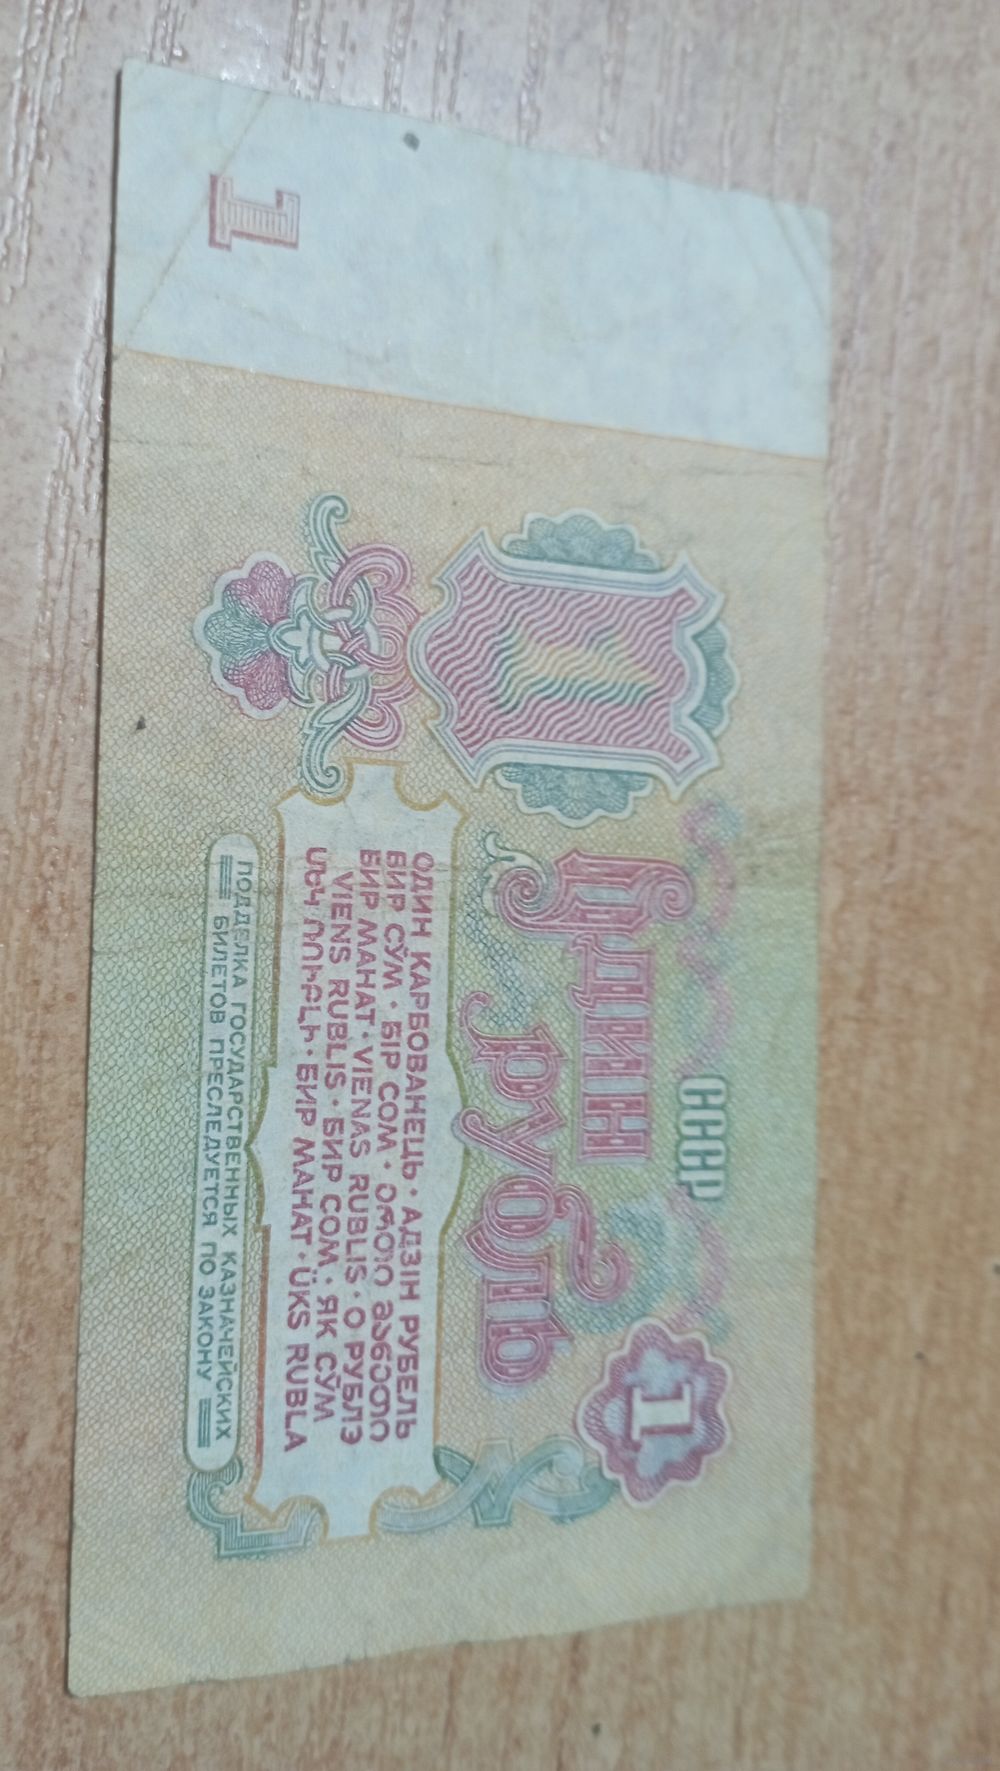 1
СССР
1
Один
рубль
ОДИН КАРБОВАНЕЦЬ·АДЗІН РУБЕЛЬ
БИР СЎМ·БІР СОМ·ᲔᲠᲗᲘ ᲛᲐᲜᲔᲗᲘ
БИР МАНАТ·VIENAS RUBLIS·О РУБЛЭ
VIENS RUBLIS·БИР СОМ·ЯК СЎМ
ՄԵԿ ՌՈՒԲԼԻ·БИР МАНАТ·ÜKS RUBLA
ПОДДЕЛКА ГОСУДАРСТВЕННЫХ КАЗНАЧЕЙСКИХ
БИЛЕТОВ ПРЕСЛЕДУЕТСЯ ПО ЗАКОНУ
1